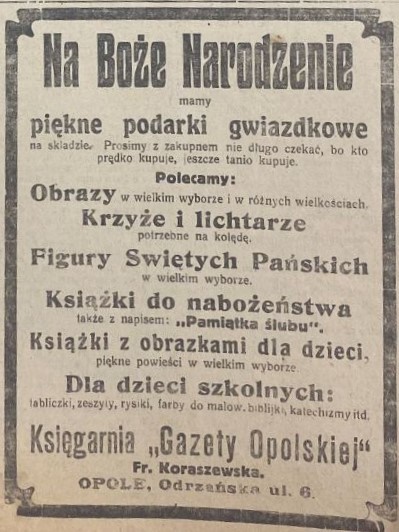 Na Boże Narodzenie
mamy
piękne podarki gwiazdkowe
na składzie. Prosimy z zakupnem nie długo czekać, bo kto
prędko kupuje, jeszcze tanio kupuje.
Polecamy:
Obrazy w wielkim wyborze i w różnych wielkościach.
Krzyże i lichtarze
potrzebne na kolędę.
Figury Swiętych Pańskich
w wielkim wyborze.
Książki do nabożeństwa
także z napisem: „Pamiątka ślubu".
Książki z obrazkami dla dzieci,
piękne powieści w wielkim wyborze
Dla dzieci szkolnych:
tabliczki, zeszyty, rysiki, farby do malow. biblijki, katechizmy itd.
Księgarnia „Gazety Opolskiej"
Fr. Koraszewska.
OPOLE, Odrzańska ul. 6.